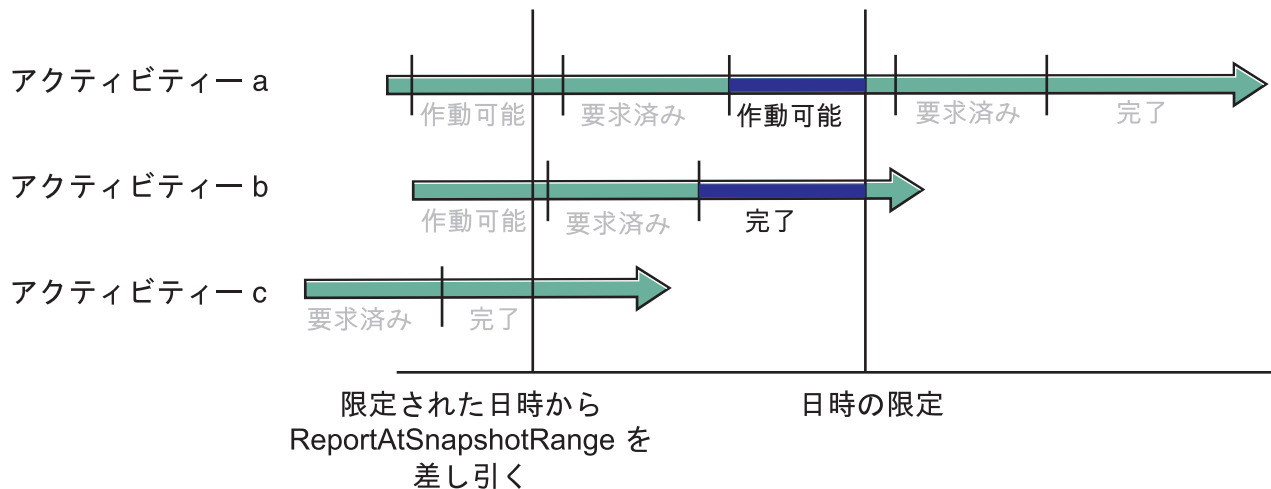 アクティビティー a
作動可能 要求済み 作動可能 要求済み 完了
アクティビティー b
作動可能 要求済み 完了
アクティビティー c
要求済み 完了
限定された日時から
ReportAtSnapshotRange を
差し引く
日時の限定